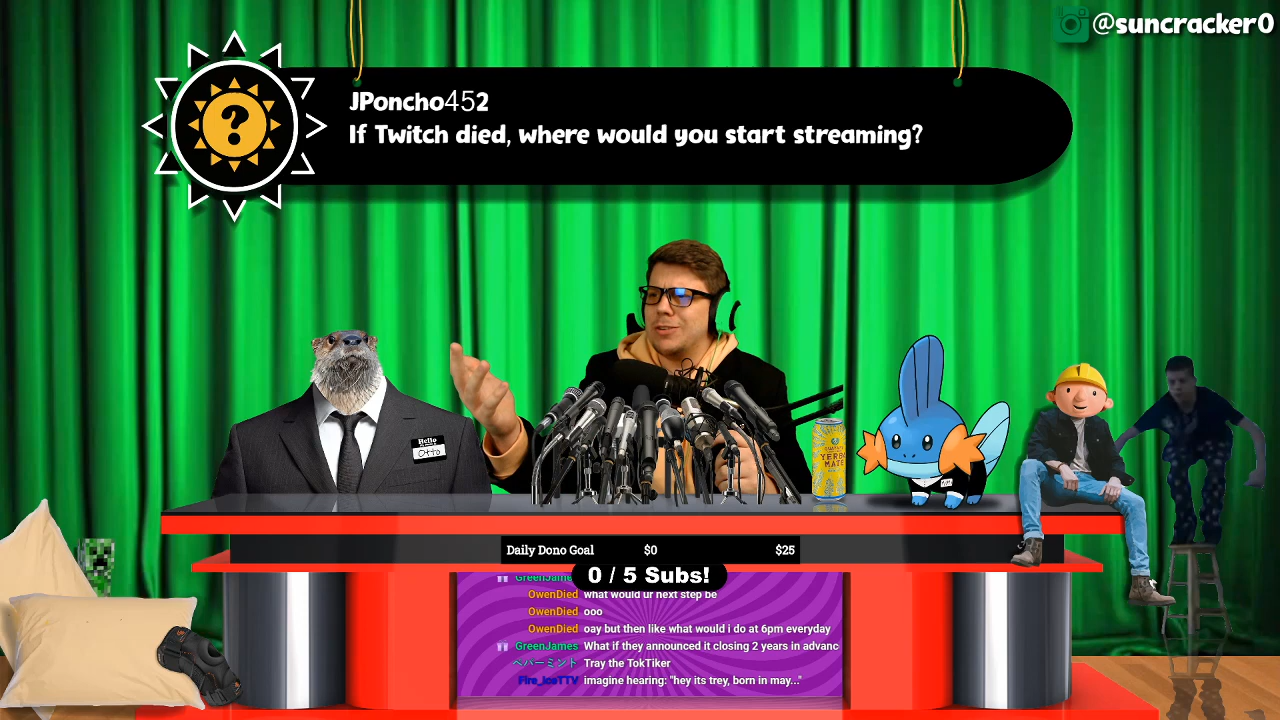 @suncracker0
JPoncho452
If Twitch died, where would you start streaming?
?
Hello
Otto
YERBA
MATE
Daily Dono Goal $0 $25
0 / 5 Subs!
GreenJame
OwenDied what would ur next step be
OwenDied ooo
OwenDied oay but then like what would i do at 6pm everyday
GreenJames What if they announced it closing 2 years in advanc
ペパーミント Tray the TokTiker
Fire_IceTTV imagine hearing: "hey its trey, born in may..."